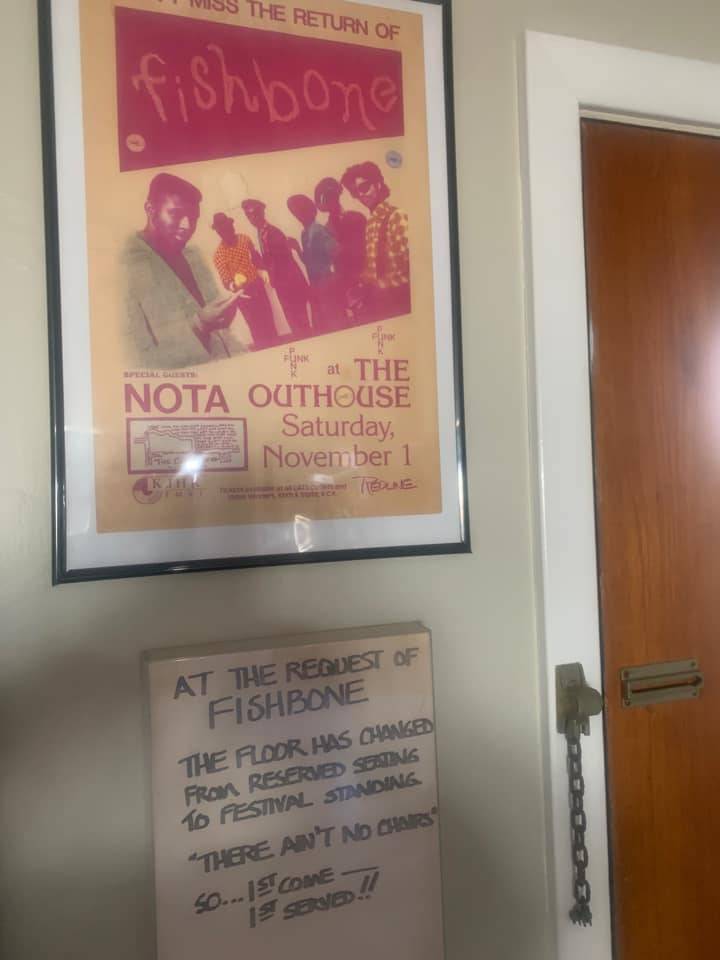 MISS THE RETURN OF
fishbone
SPECIAL GUESTS:
NOTA
PUNK
FUNK
at THE
OUTHOUSE
Saturday,
November 1
KJHK
REDLINE
AT THE REQUEST OF
FISHBONE
THE FLOOR HAS CHANGED
FROM RESERVED SEATING
TO FESTIVAL STANDING.
"THERE AIN'T NO CHAIRS"
SO... 1ST COME —
1ST SERVED!!